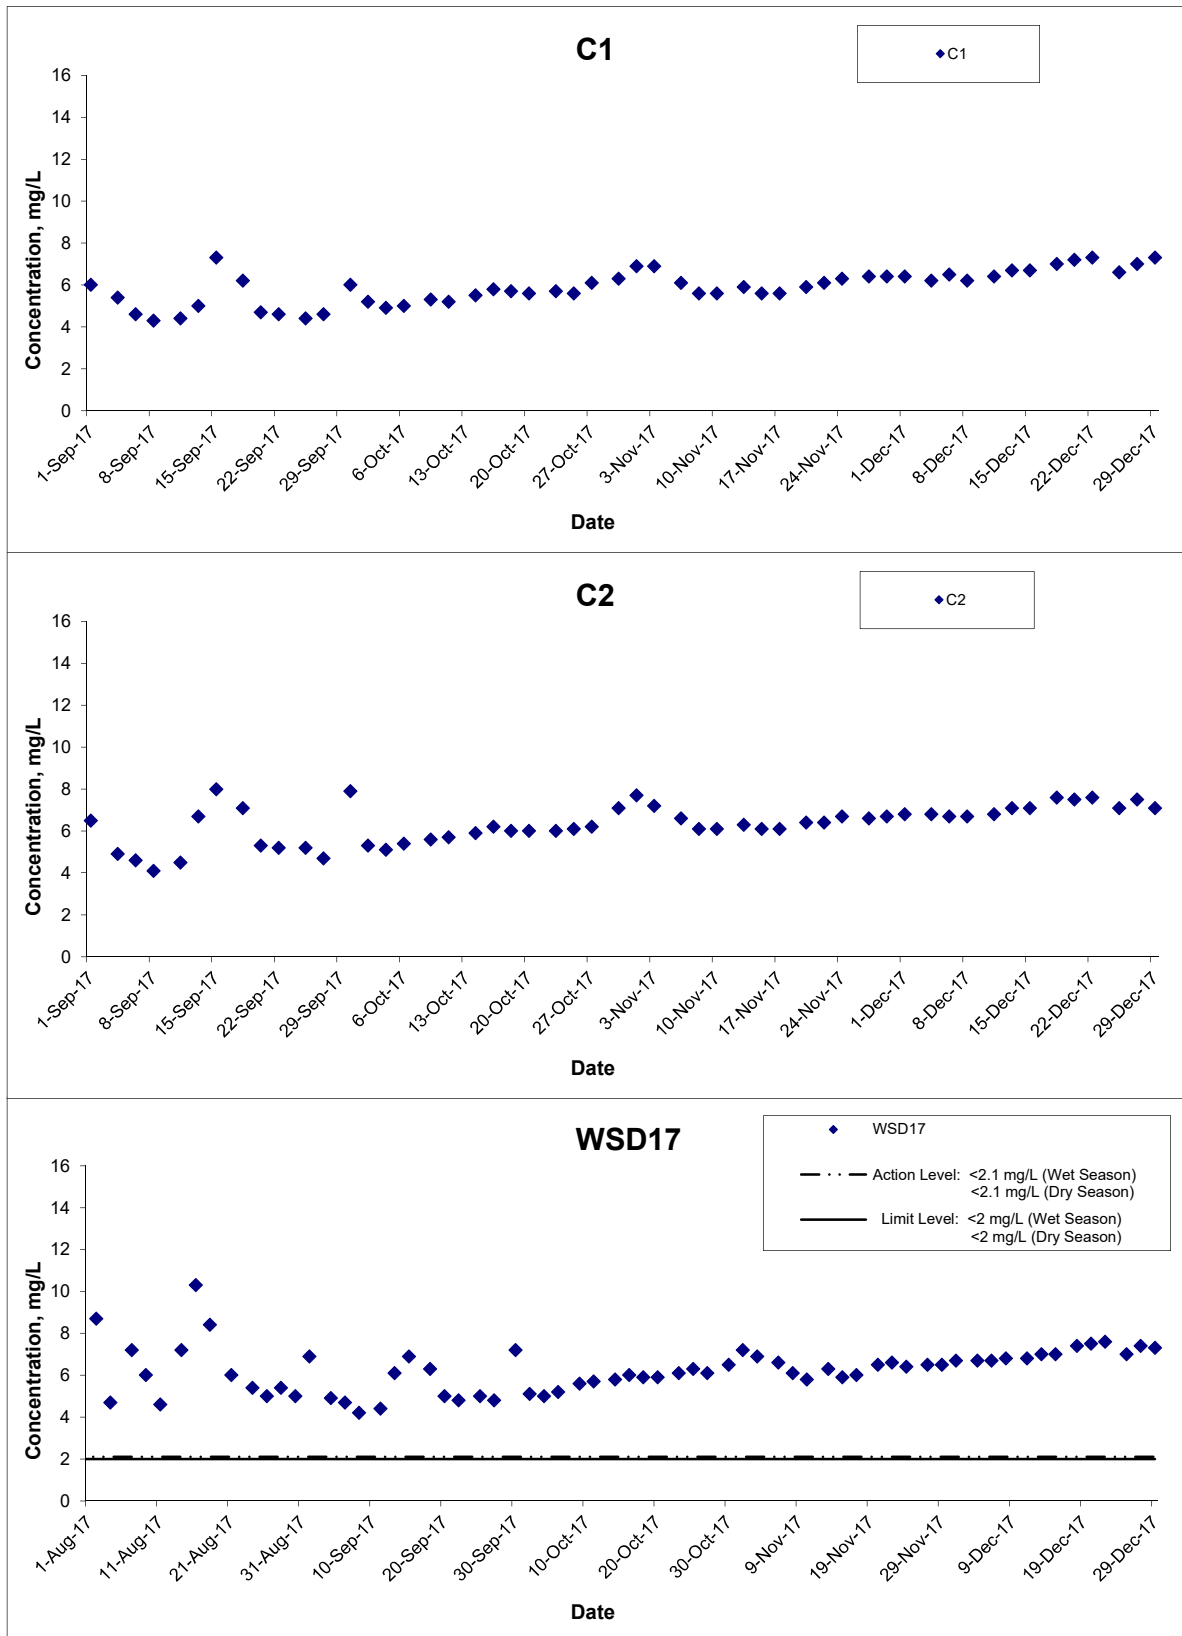 C1
C1
16
14
12
10
8
6
4
2
0
Concentration, mg/L
1-Sep-17
8-Sep-17
15-Sep-17
22-Sep-17
29-Sep-17
6-Oct-17
13-Oct-17
20-Oct-17
27-Oct-17
3-Nov-17
10-Nov-17
17-Nov-17
24-Nov-17
1-Dec-17
8-Dec-17
15-Dec-17
22-Dec-17
29-Dec-17
Date
C2
C2
16
14
12
10
8
6
4
2
0
Concentration, mg/L
1-Sep-17
8-Sep-17
15-Sep-17
22-Sep-17
29-Sep-17
6-Oct-17
13-Oct-17
20-Oct-17
27-Oct-17
3-Nov-17
10-Nov-17
17-Nov-17
24-Nov-17
1-Dec-17
8-Dec-17
15-Dec-17
22-Dec-17
29-Dec-17
Date
WSD17
WSD17
Action Level: <2.1 mg/L (Wet Season)
<2.1 mg/L (Dry Season)
Limit Level: <2 mg/L (Wet Season)
<2 mg/L (Dry Season)
16
14
12
10
8
6
4
2
0
Concentration, mg/L
1-Aug-17
11-Aug-17
21-Aug-17
31-Aug-17
10-Sep-17
20-Sep-17
30-Sep-17
10-Oct-17
20-Oct-17
30-Oct-17
9-Nov-17
19-Nov-17
29-Nov-17
9-Dec-17
19-Dec-17
29-Dec-17
Date